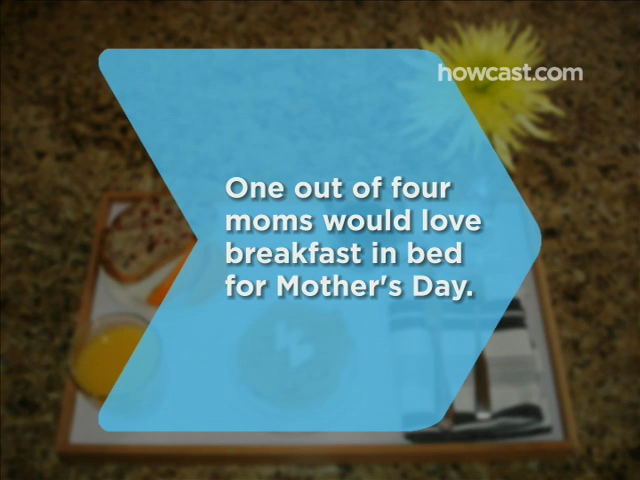 howcast.com
One out of four
moms would love
breakfast in bed
for Mother's Day.